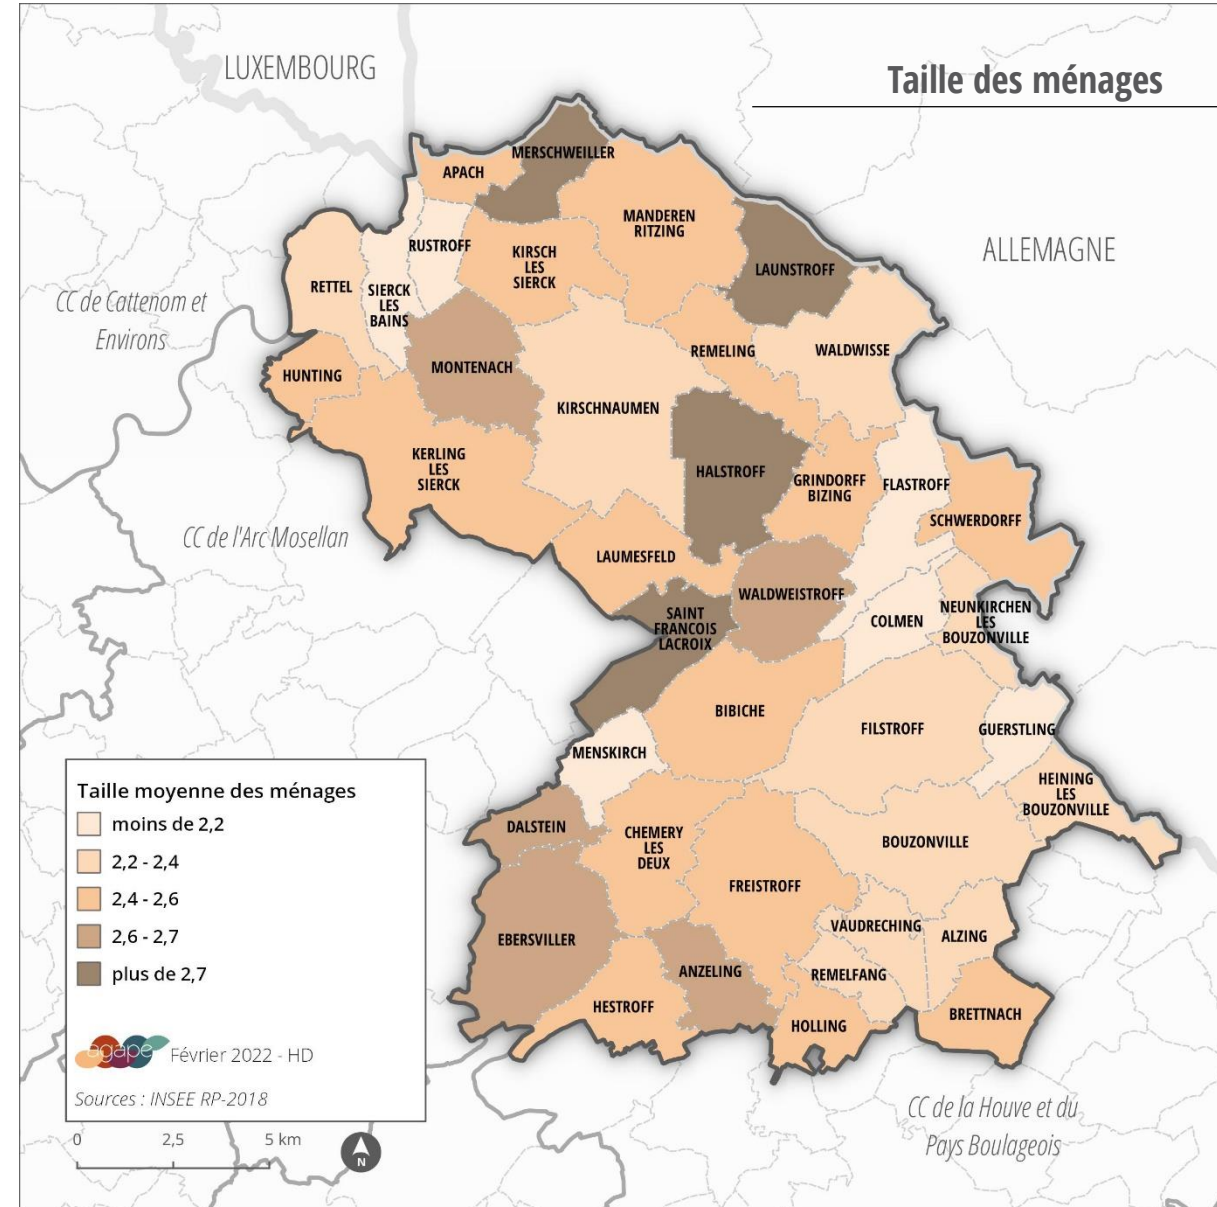 Taille des ménages
LUXEMBOURG
ALLEMAGNE
CC de Cattenom et
Environs
CC de l'Arc Mosellan
CC de la Houve et du
Pays Boulageois
MERSCHWEILLER
APACH
MANDEREN
RITZING
RUSTROFF
KIRSCH
LES
SIERCK
LAUNSTROFF
RETTEL
SIERCK
LES
BAINS
REMELING
WALDWISSE
MONTENACH
HUNTING
KIRSCHNAUMEN
KERLING
LES
SIERCK
HALSTROFF
GRINDORFF
BIZING
FLASTROFF
SCHWERDORFF
LAUMESFELD
WALDWEISTROFF
SAINT
FRANCOIS
LACROIX
COLMEN
NEUNKIRCHEN
LES
BOUZONVILLE
BIBICHE
FILSTROFF
GUERSTLING
MENSKIRCH
HEINING
LES
BOUZONVILLE
DALSTEIN
CHEMERY
LES
DEUX
BOUZONVILLE
FREISTROFF
VAUDRECHING
ALZING
EBERSVILLER
ANZELING
REMELFANG
HESTROFF
HOLLING
BRETTNACH
Taille moyenne des ménages
moins de 2,2
2,2 - 2,4
2,4 - 2,6
2,6 - 2,7
plus de 2,7
agape Février 2022 - HD
Sources : INSEE RP-2018
0 2,5 5 km
N